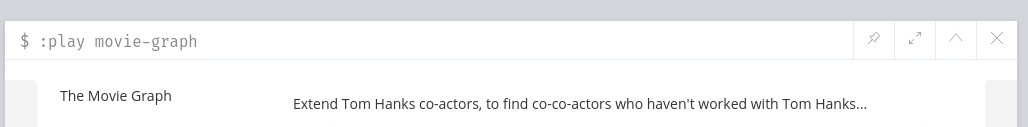 $ :play movie-graph
The Movie Graph
Extend Tom Hanks co-actors, to find co-co-actors who haven't worked with Tom Hanks...